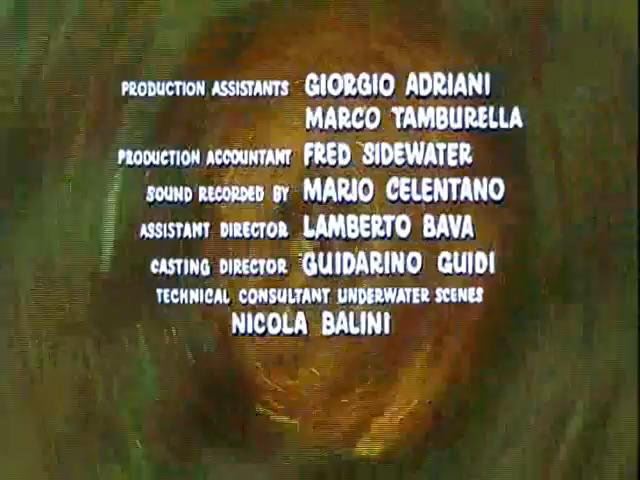 PRODUCTION ASSISTANTS GIORGIO ADRIANI
MARCO TAMBURELLA
PRODUCTION ACCOUNTANT FRED SIDEWATER
SOUND RECORDED BY MARIO CELENTANO
ASSISTANT DIRECTOR LAMBERTO BAVA
CASTING DIRECTOR GUIDARINO GUIDI
TECHNICAL CONSULTANT UNDERWATER SCENES
NICOLA BALINI